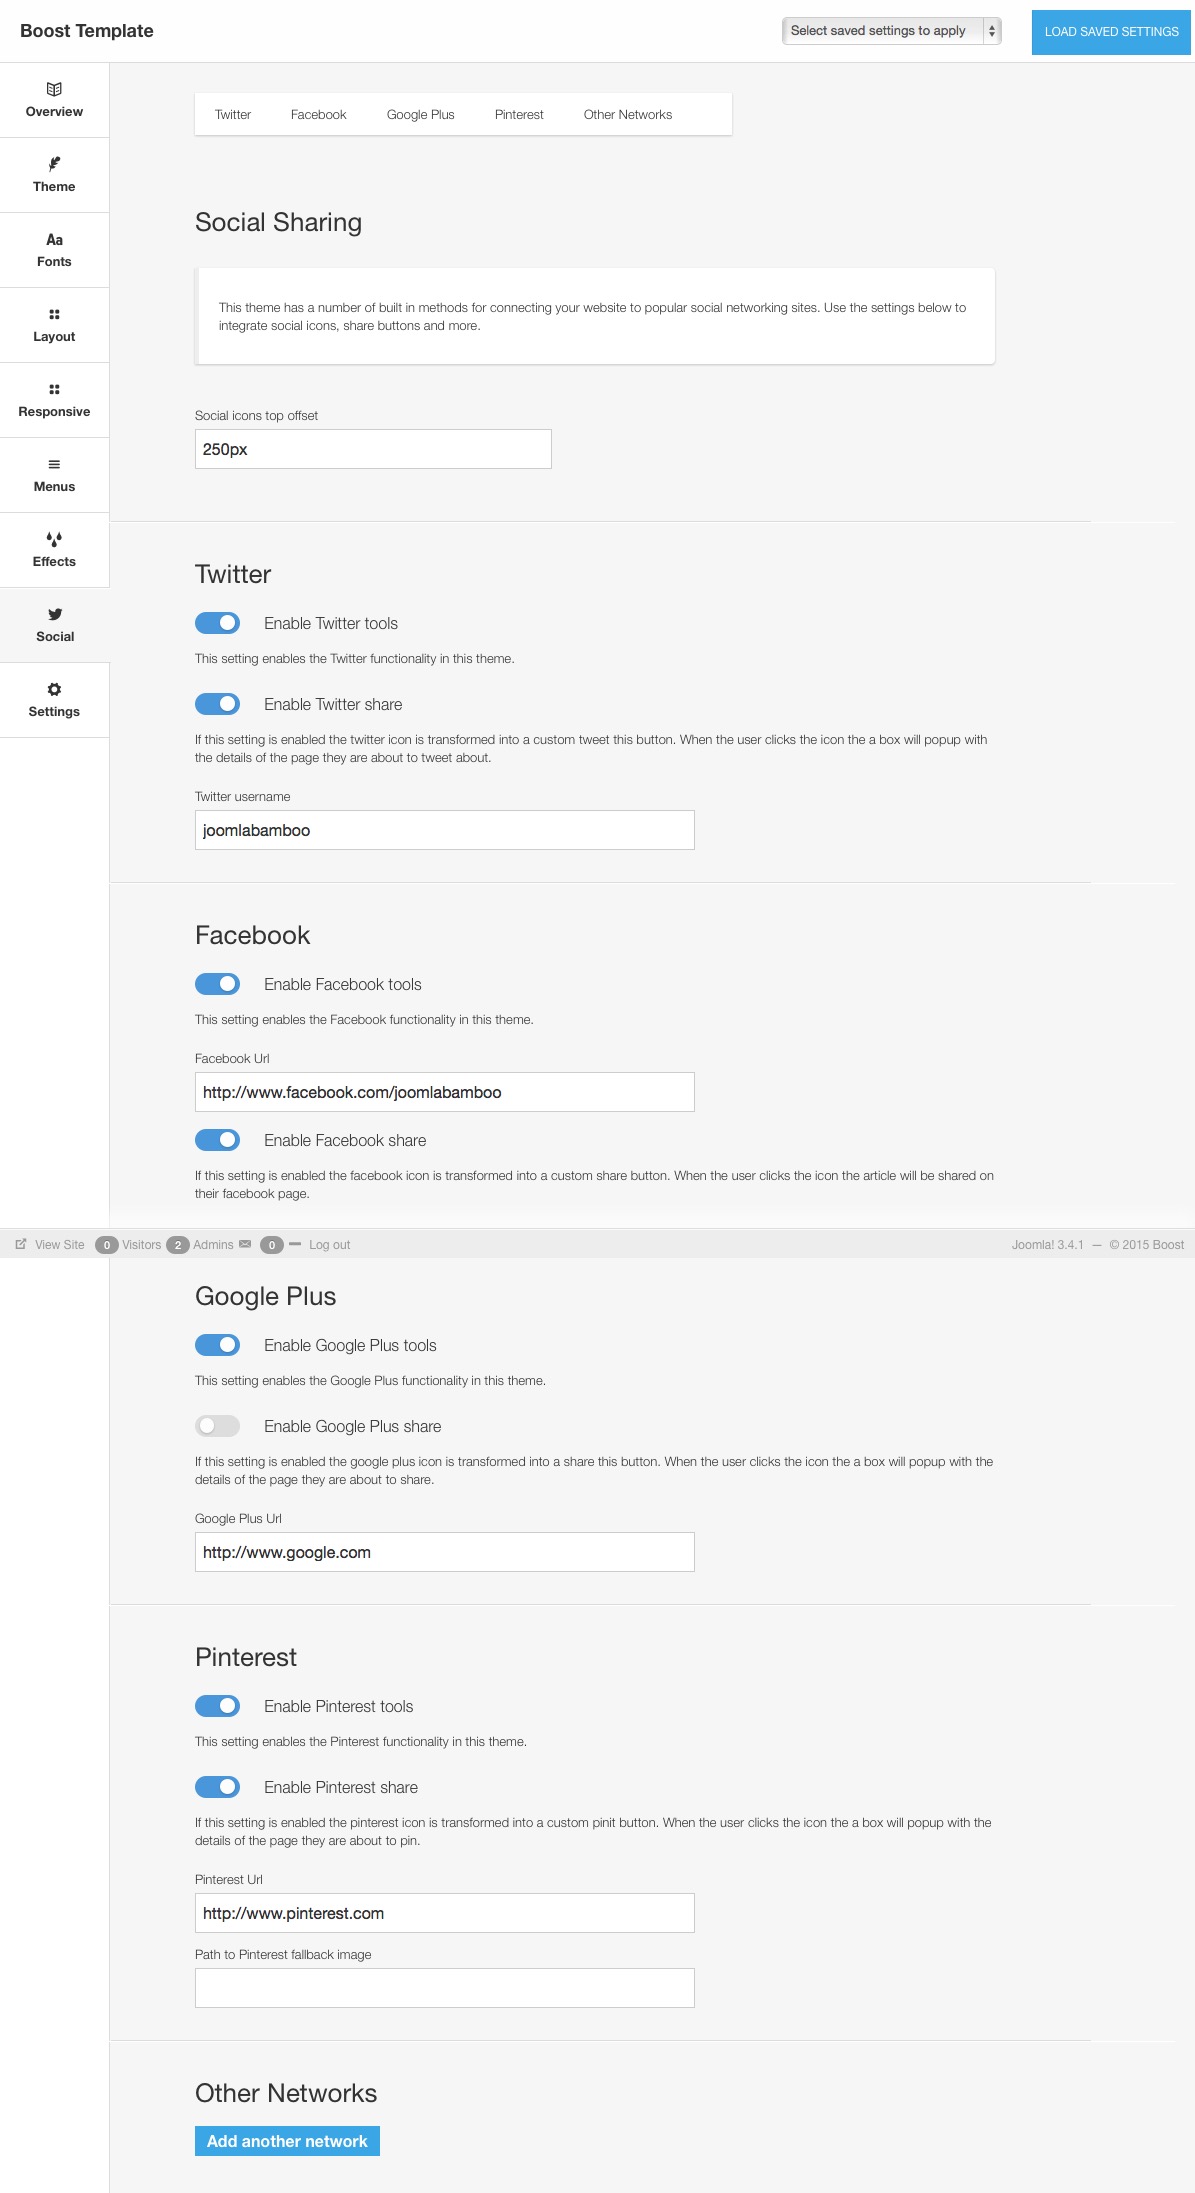 Boost Template
Select saved settings to apply
LOAD SAVED SETTINGS
Overview
Theme
Aa
Fonts
Layout
Responsive
Menus
Effects
Social
Settings
Twitter Facebook Google Plus Pinterest Other Networks
Social Sharing
This theme has a number of built in methods for connecting your website to popular social networking sites. Use the settings below to
integrate social icons, share buttons and more.
Social icons top offset
250px
Twitter
Enable Twitter tools
This setting enables the Twitter functionality in this theme.
Enable Twitter share
If this setting is enabled the twitter icon is transformed into a custom tweet this button. When the user clicks the icon the a box will popup with
the details of the page they are about to tweet about.
Twitter username
joomlabamboo
Facebook
Enable Facebook tools
This setting enables the Facebook functionality in this theme.
Facebook Url
http://www.facebook.com/joomlabamboo
Enable Facebook share
If this setting is enabled the facebook icon is transformed into a custom share button. When the user clicks the icon the article will be shared on
their facebook page.
View Site 0 Visitors 2 Admins 0 Log out
Joomla! 3.4.1 — © 2015 Boost
Google Plus
Enable Google Plus tools
This setting enables the Google Plus functionality in this theme.
Enable Google Plus share
If this setting is enabled the google plus icon is transformed into a share this button. When the user clicks the icon the a box will popup with the
details of the page they are about to share.
Google Plus Url
http://www.google.com
Pinterest
Enable Pinterest tools
This setting enables the Pinterest functionality in this theme.
Enable Pinterest share
If this setting is enabled the pinterest icon is transformed into a custom pinit button. When the user clicks the icon the a box will popup with the
details of the page they are about to pin.
Pinterest Url
http://www.pinterest.com
Path to Pinterest fallback image
Other Networks
Add another network